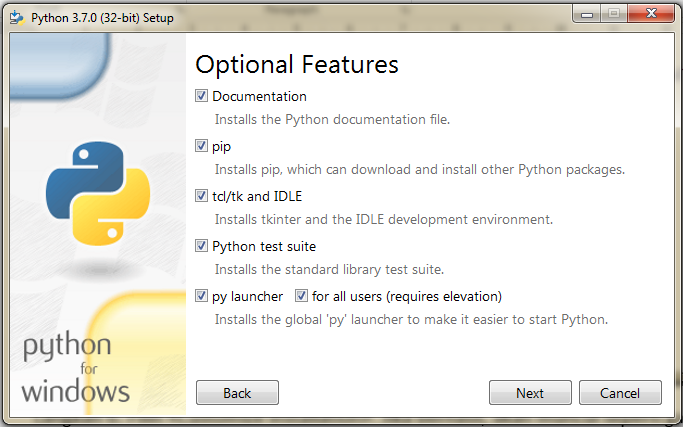 Python 3.7.0 (32-bit) Setup
Optional Features
Documentation
Installs the Python documentation file.
pip
Installs pip, which can download and install other Python packages.
tcl/tk and IDLE
Installs tkinter and the IDLE development environment.
Python test suite
Installs the standard library test suite.
py launcher for all users (requires elevation)
Installs the global 'py' launcher to make it easier to start Python.
python
for
windows
Back Next Cancel